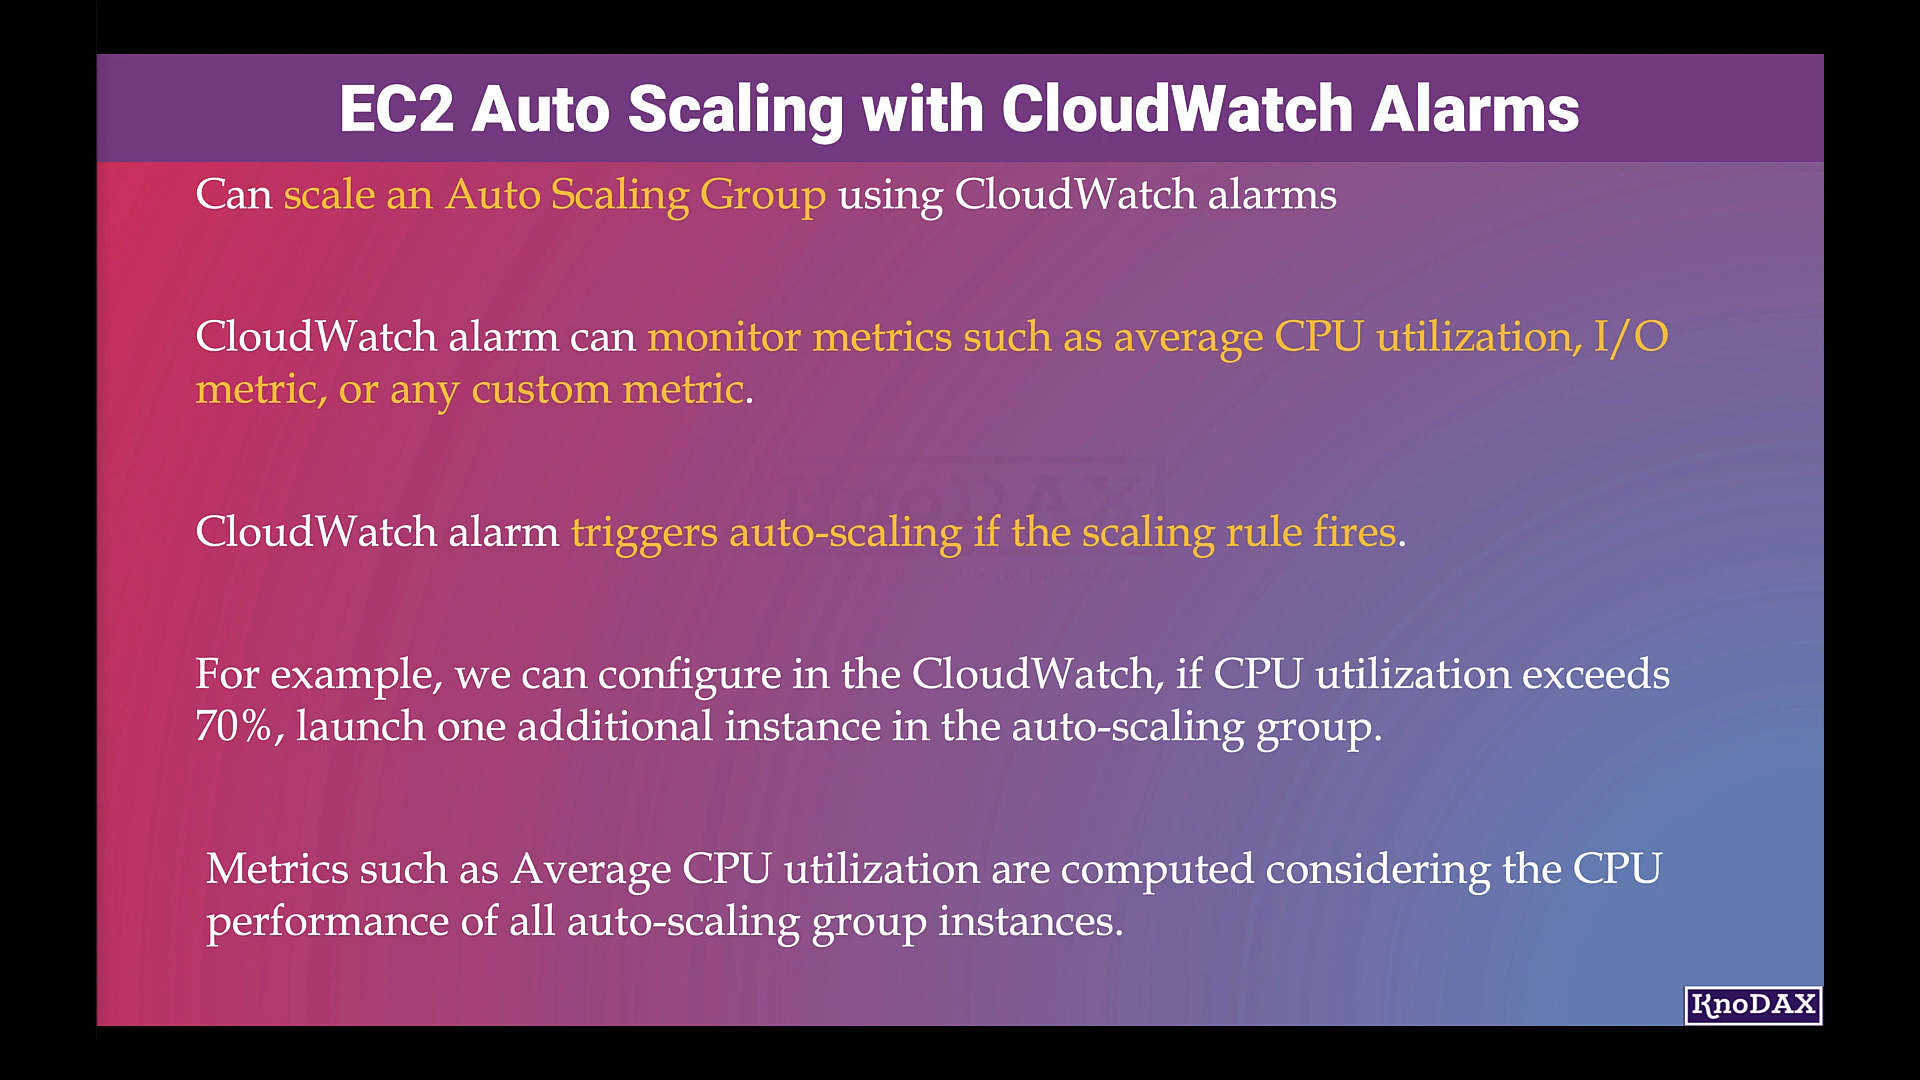 EC2 Auto Scaling with CloudWatch Alarms
Can scale an Auto Scaling Group using CloudWatch alarms
CloudWatch alarm can monitor metrics such as average CPU utilization, I/O
metric, or any custom metric.
KnoDAX
CloudWatch alarm triggers auto-scaling if the scaling rule fires.
For example, we can configure in the CloudWatch, if CPU utilization exceeds
70%, launch one additional instance in the auto-scaling group.
Metrics such as Average CPU utilization are computed considering the CPU
performance of all auto-scaling group instances.
KnoDAX